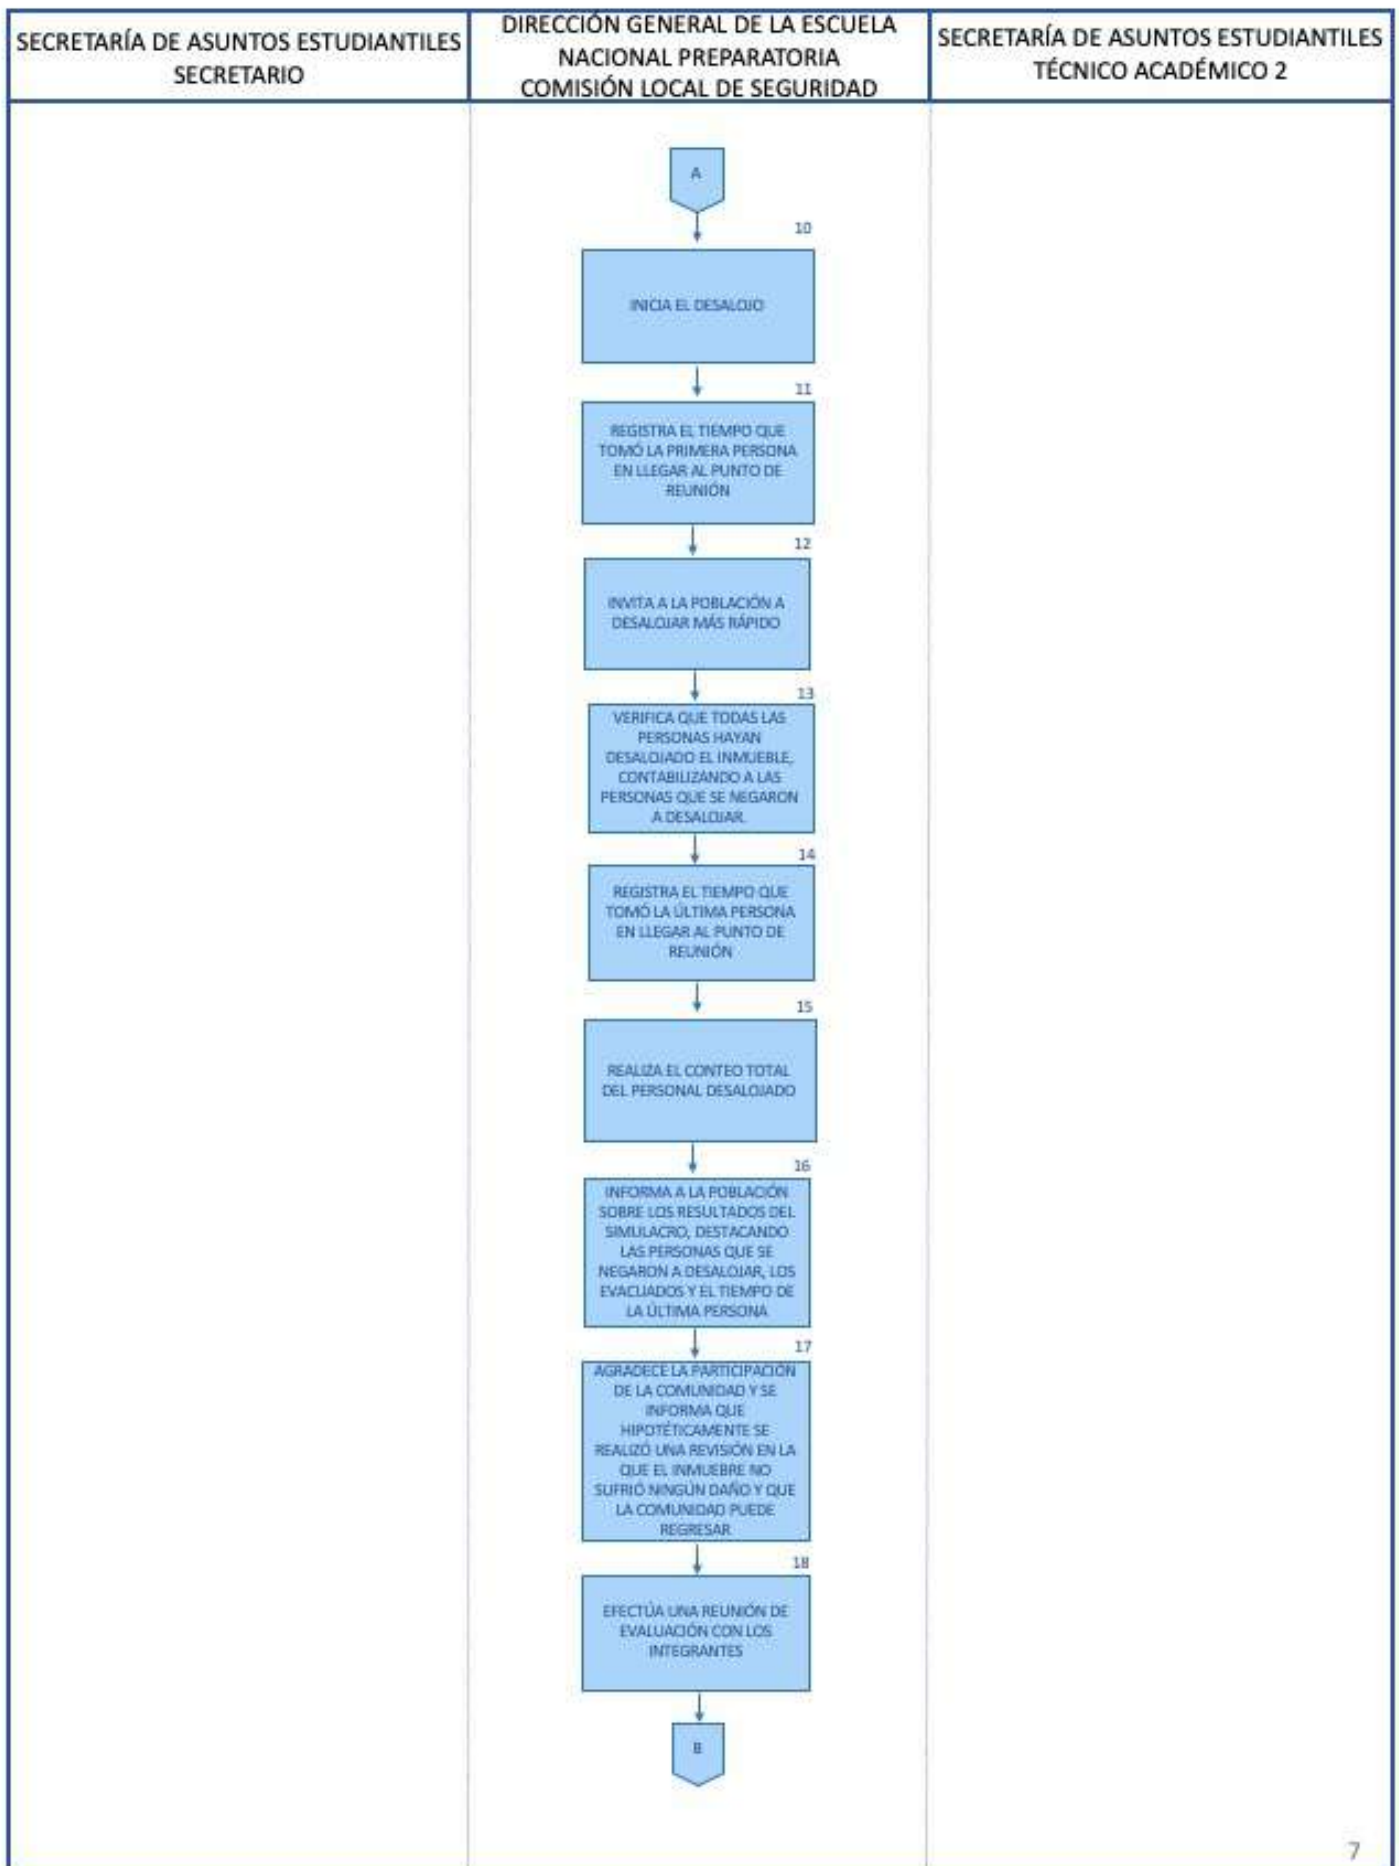 SECRETARÍA DE ASUNTOS ESTUDIANTILES
SECRETARIO
DIRECCIÓN GENERAL DE LA ESCUELA
NACIONAL PREPARATORIA
COMISIÓN LOCAL DE SEGURIDAD
SECRETARÍA DE ASUNTOS ESTUDIANTILES
TÉCNICO ACADÉMICO 2
A
10
INICIA EL DESALOJO
11
REGISTRA EL TIEMPO QUE
TOMÓ LA PRIMERA PERSONA
EN LLEGAR AL PUNTO DE
REUNIÓN
12
INVITA A LA POBLACIÓN A
DESALOJAR MÁS RÁPIDO
13
VERIFICA QUE TODAS LAS
PERSONAS HAYAN
DESALOJADO EL INMUEBLE,
CONTABILIZANDO A LAS
PERSONAS QUE SE NEGARON
A DESALOJAR.
14
REGISTRA EL TIEMPO QUE
TOMÓ LA ÚLTIMA PERSONA
EN LLEGAR AL PUNTO DE
REUNIÓN
15
REALIZA EL CONTEO TOTAL
DEL PERSONAL DESALOJADO
16
INFORMA A LA POBLACIÓN
SOBRE LOS RESULTADOS DEL
SIMULACRO, DESTACANDO
LAS PERSONAS QUE SE
NEGARON A DESALOJAR, LOS
EVACUADOS Y EL TIEMPO DE
LA ÚLTIMA PERSONA
17
AGRADECE LA PARTICIPACIÓN
DE LA COMUNIDAD Y SE
INFORMA QUE
HIPOTÉTICAMENTE SE
REALIZÓ UNA REVISIÓN EN LA
QUE EL INMUEBRE NO
SUFRIÓ NINGÚN DAÑO Y QUE
LA COMUNIDAD PUEDE
REGRESAR
18
EFECTÚA UNA REUNIÓN DE
EVALUACIÓN CON LOS
INTEGRANTES
B
7